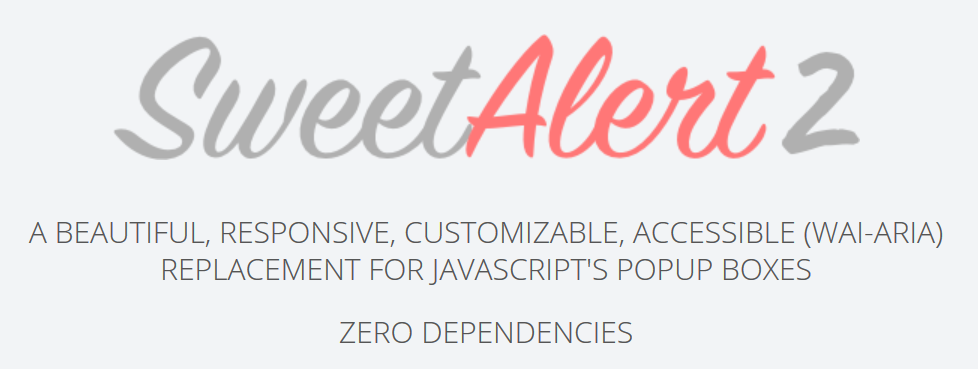 SweetAlert2
A BEAUTIFUL, RESPONSIVE, CUSTOMIZABLE, ACCESSIBLE (WAI-ARIA)
REPLACEMENT FOR JAVASCRIPT'S POPUP BOXES
ZERO DEPENDENCIES